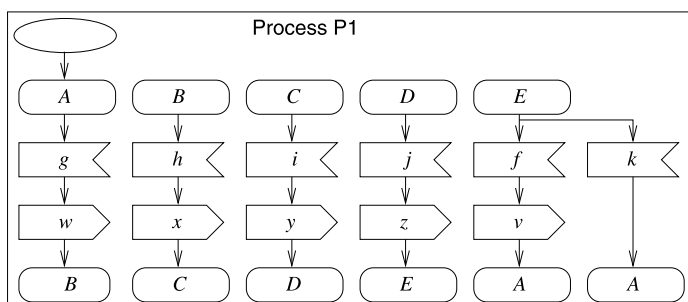 Process P1
A B C D E
g h i j f k
w x y z v
B C D E A A